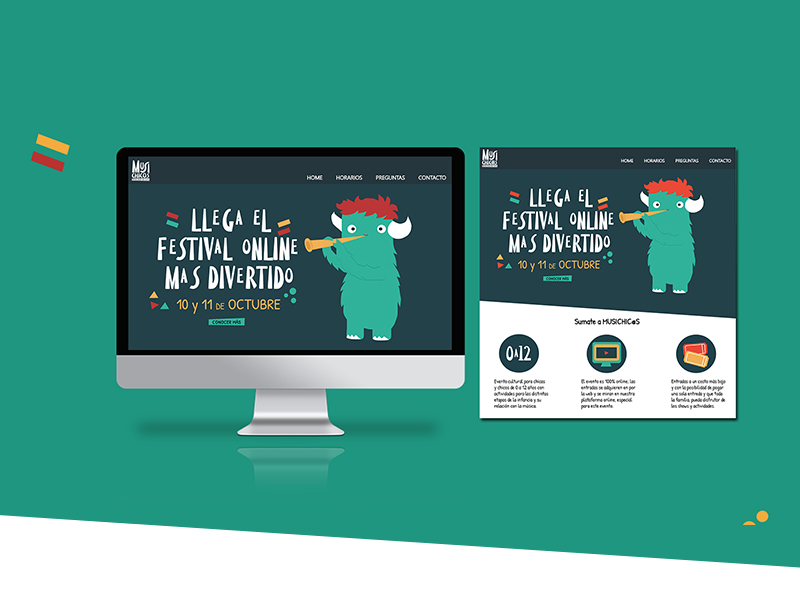 MUSI
CHICOS
HOME HORARIOS PREGUNTAS CONTACTO
LLEGA EL
FESTIVAL ONLINE
MAS DIVERTIDO
10 y 11 DE OCTUBRE
CONOCER MÁS
MUSI
CHICOS
HOME HORARIOS PREGUNTAS CONTACTO
LLEGA EL
FESTIVAL ONLINE
MAS DIVERTIDO
10 y 11 DE OCTUBRE
CONOCER MÁS
Sumate a MUSICHIC@S
0 A 12
Evento cultural para chicas
y chicos de 0 a 12 años con
actividades para las distintas
etapas de la infancia y su
relación con la música.
El evento es 100% online, las
entradas se adquieren en por
la web y se miran en nuestra
plataforma online, especial
para este evento.
Entradas a un costo más bajo
y con la posibilidad de pagar
una sola entrada y que toda
la familia, pueda disfrutar de
los shows y actividades.